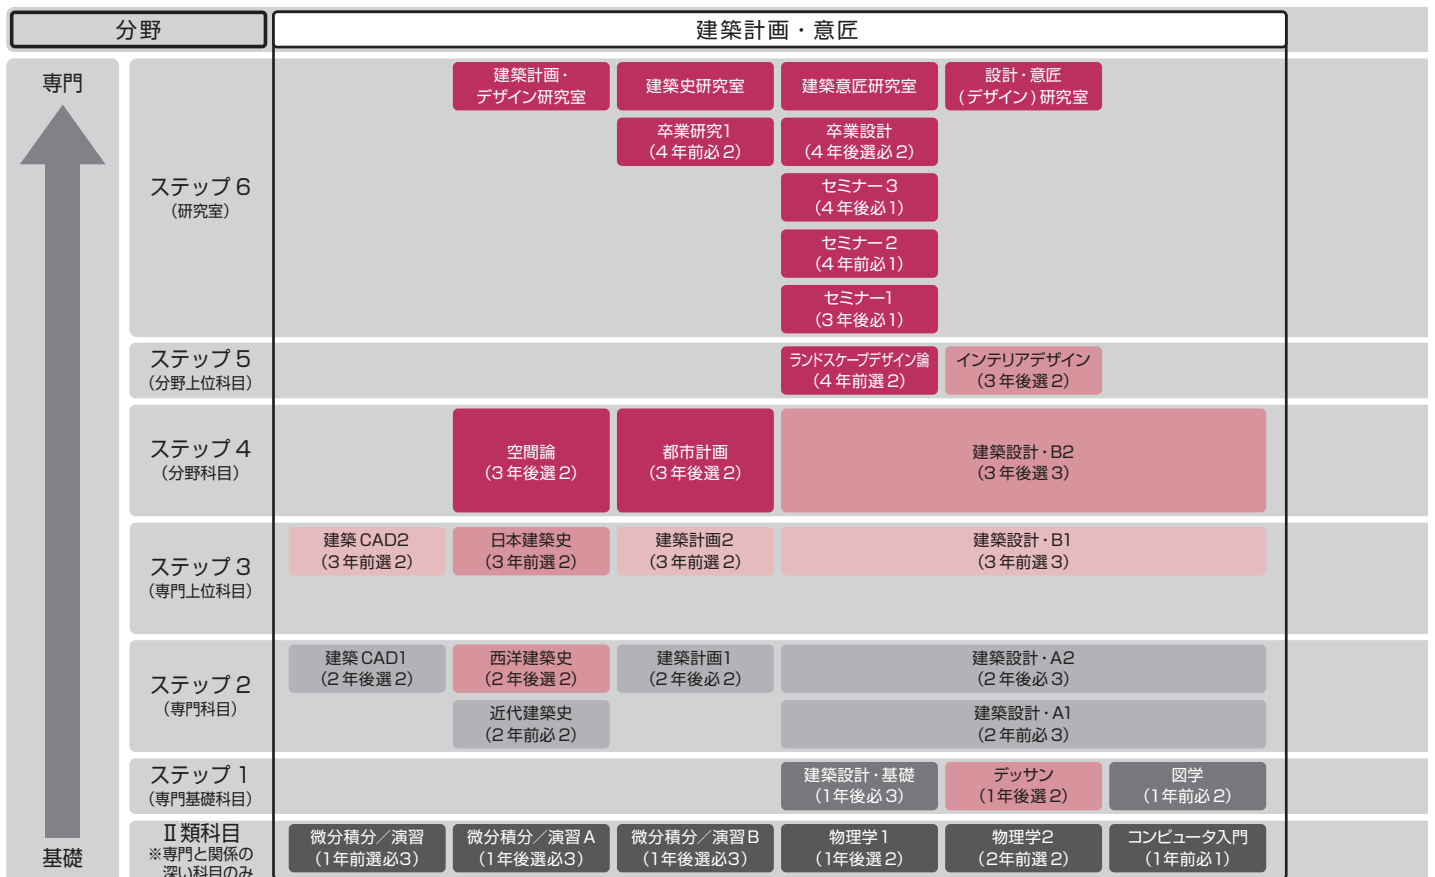 分野
建築計画・意匠
専門
基礎
ステップ 6
（研究室）
建築計画・
デザイン研究室
建築史研究室
建築意匠研究室
設計・意匠
(デザイン)研究室
卒業研究1
（4年前必2）
卒業設計
（4年後選必2）
セミナー3
（4年後必1）
セミナー2
（4年前必1）
セミナー1
（3年後必1）
ステップ 5
（分野上位科目）
ランドスケープデザイン論
（4年前選2）
インテリアデザイン
（3年後選2）
ステップ 4
（分野科目）
空間論
（3年後選2）
都市計画
（3年後選2）
建築設計・B2
（3年後選3）
ステップ 3
（専門上位科目）
建築CAD2
（3年前選2）
日本建築史
（3年前選2）
建築計画2
（3年前選2）
建築設計・B1
（3年前選3）
ステップ 2
（専門科目）
建築CAD1
（2年後選2）
西洋建築史
（2年後選2）
建築計画1
（2年後必2）
建築設計・A2
（2年後必3）
近代建築史
（2年前必2）
建築設計・A1
（2年前必3）
ステップ 1
（専門基礎科目）
建築設計・基礎
（1年後必3）
デッサン
（1年後選2）
図学
（1年前必2）
Ⅱ類科目
※専門と関係の
深い科目のみ
微分積分／演習
（1年前選必3）
微分積分／演習A
（1年後選必3）
微分積分／演習B
（1年後選必3）
物理学1
（1年後選2）
物理学2
（2年前選2）
コンピュータ入門
（1年前必1）